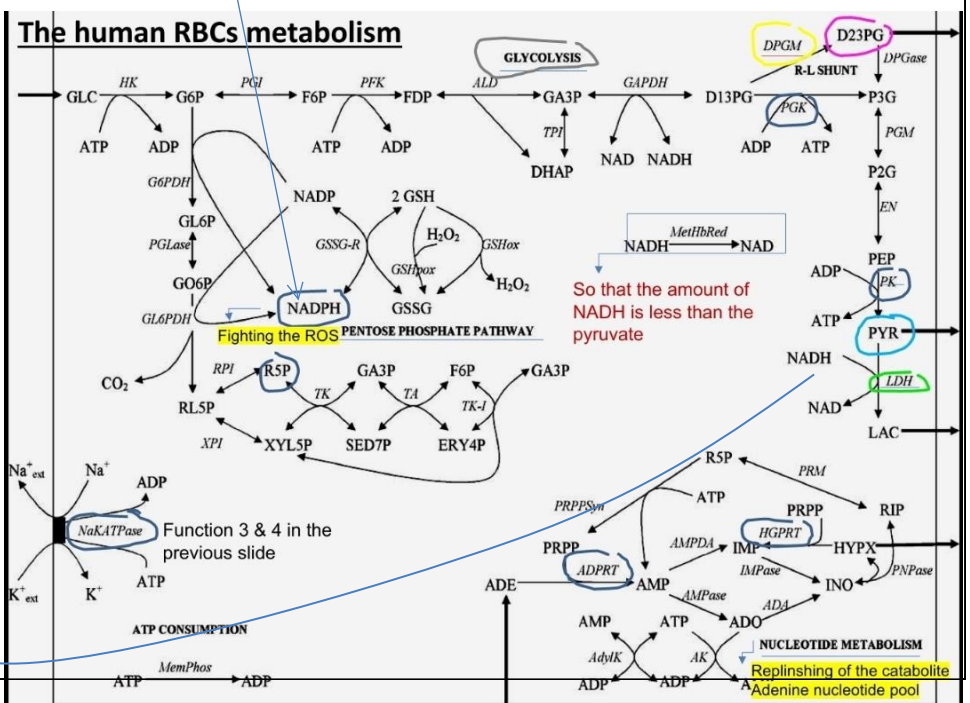 The human RBCs metabolism
GLYCOLYSIS
DPGM
D23PG
R-L SHUNT
DPGase
HK
PGI
PFK
ALD
GAPDH
GLC
G6P
F6P
FDP
GA3P
D13PG
P3G
PGK
ATP
ADP
ATP
ADP
TPI
DHAP
NAD
NADH
ADP
ATP
PGM
P2G
G6PDH
NADP
2 GSH
EN
GL6P
PGLase
GSSG-R
H2O2
GSHpox
GSHox
H2O2
NADH
MetHbRed
NAD
PEP
GO6P
NADPH
GSSG
So that the amount of
NADH is less than the
pyruvate
ADP
PK
ATP
GL6PDH
Fighting the ROS
PENTOSE PHOSPHATE PATHWAY
PYR
NADH
LDH
NAD
LAC
CO2
RPI
R5P
GA3P
F6P
GA3P
TK
TA
TK-I
RL5P
XPI
XYL5P
SED7P
ERY4P
Na+ext
Na+
ADP
NaKATPase
Function 3 & 4 in the
previous slide
K+ext
K+
ATP
R5P
PRM
PRPPSyn
ATP
PRPP
RIP
PRPP
ADPRT
AMPDA
IMP
HGPRT
HYPX
ADE
AMP
IMPase
INO
PNPase
AMPase
ADA
ATP CONSUMPTION
AMP
ATP
ADO
NUCLEOTIDE METABOLISM
MemPhos
ATP
ADP
AdylK
AK
ADP
ADP
Replinshing of the catabolite
Adenine nucleotide pool